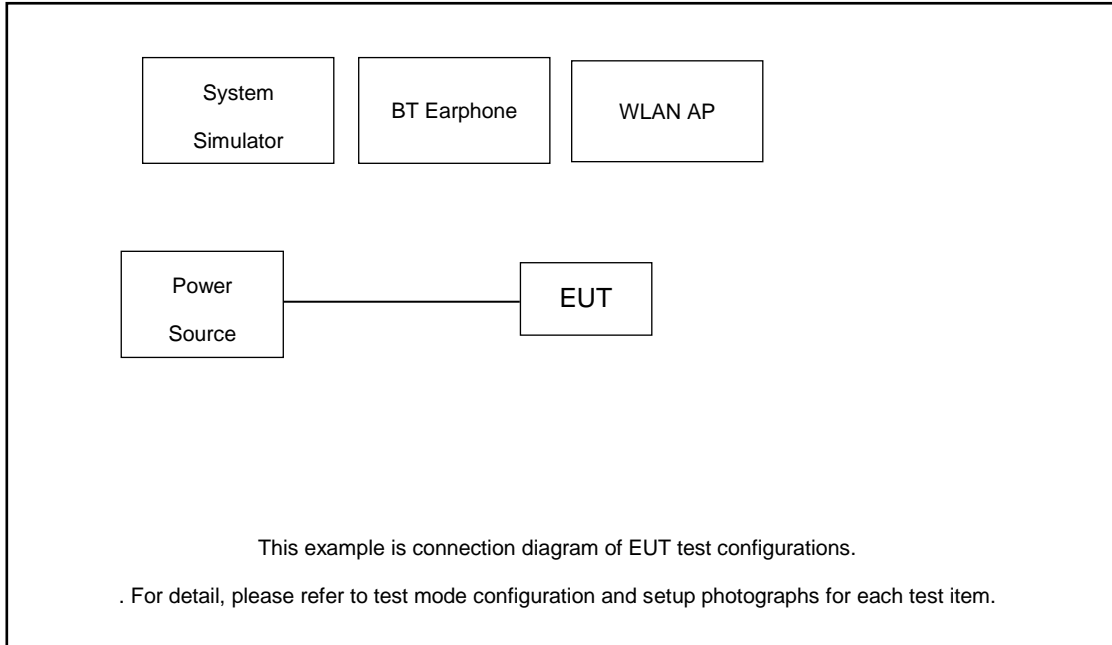 System
Simulator
BT Earphone
WLAN AP
Power
Source
EUT
This example is connection diagram of EUT test configurations.
. For detail, please refer to test mode configuration and setup photographs for each test item.